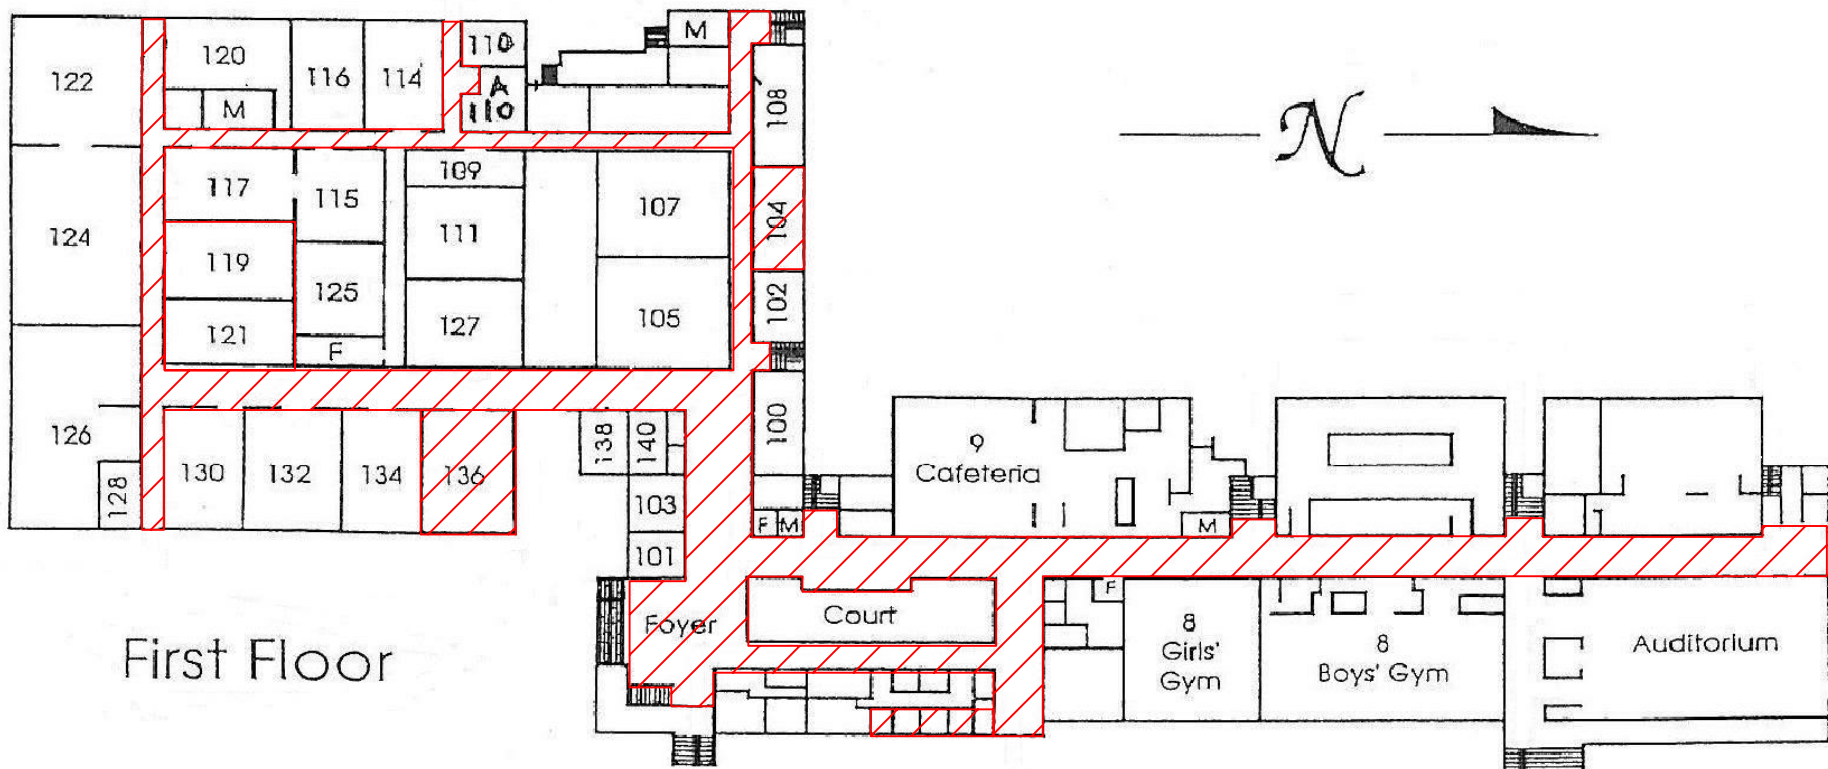 122
120
116
114
110
M
A
110
M
108
N
117
115
109
111
107
104
124
119
125
127
105
102
121
F
126
128
130
132
134
136
138
140
100
103
101
F M
9
Cafeteria
M
Foyer
Court
F
8
Girls'
Gym
8
Boys' Gym
Auditorium
First Floor